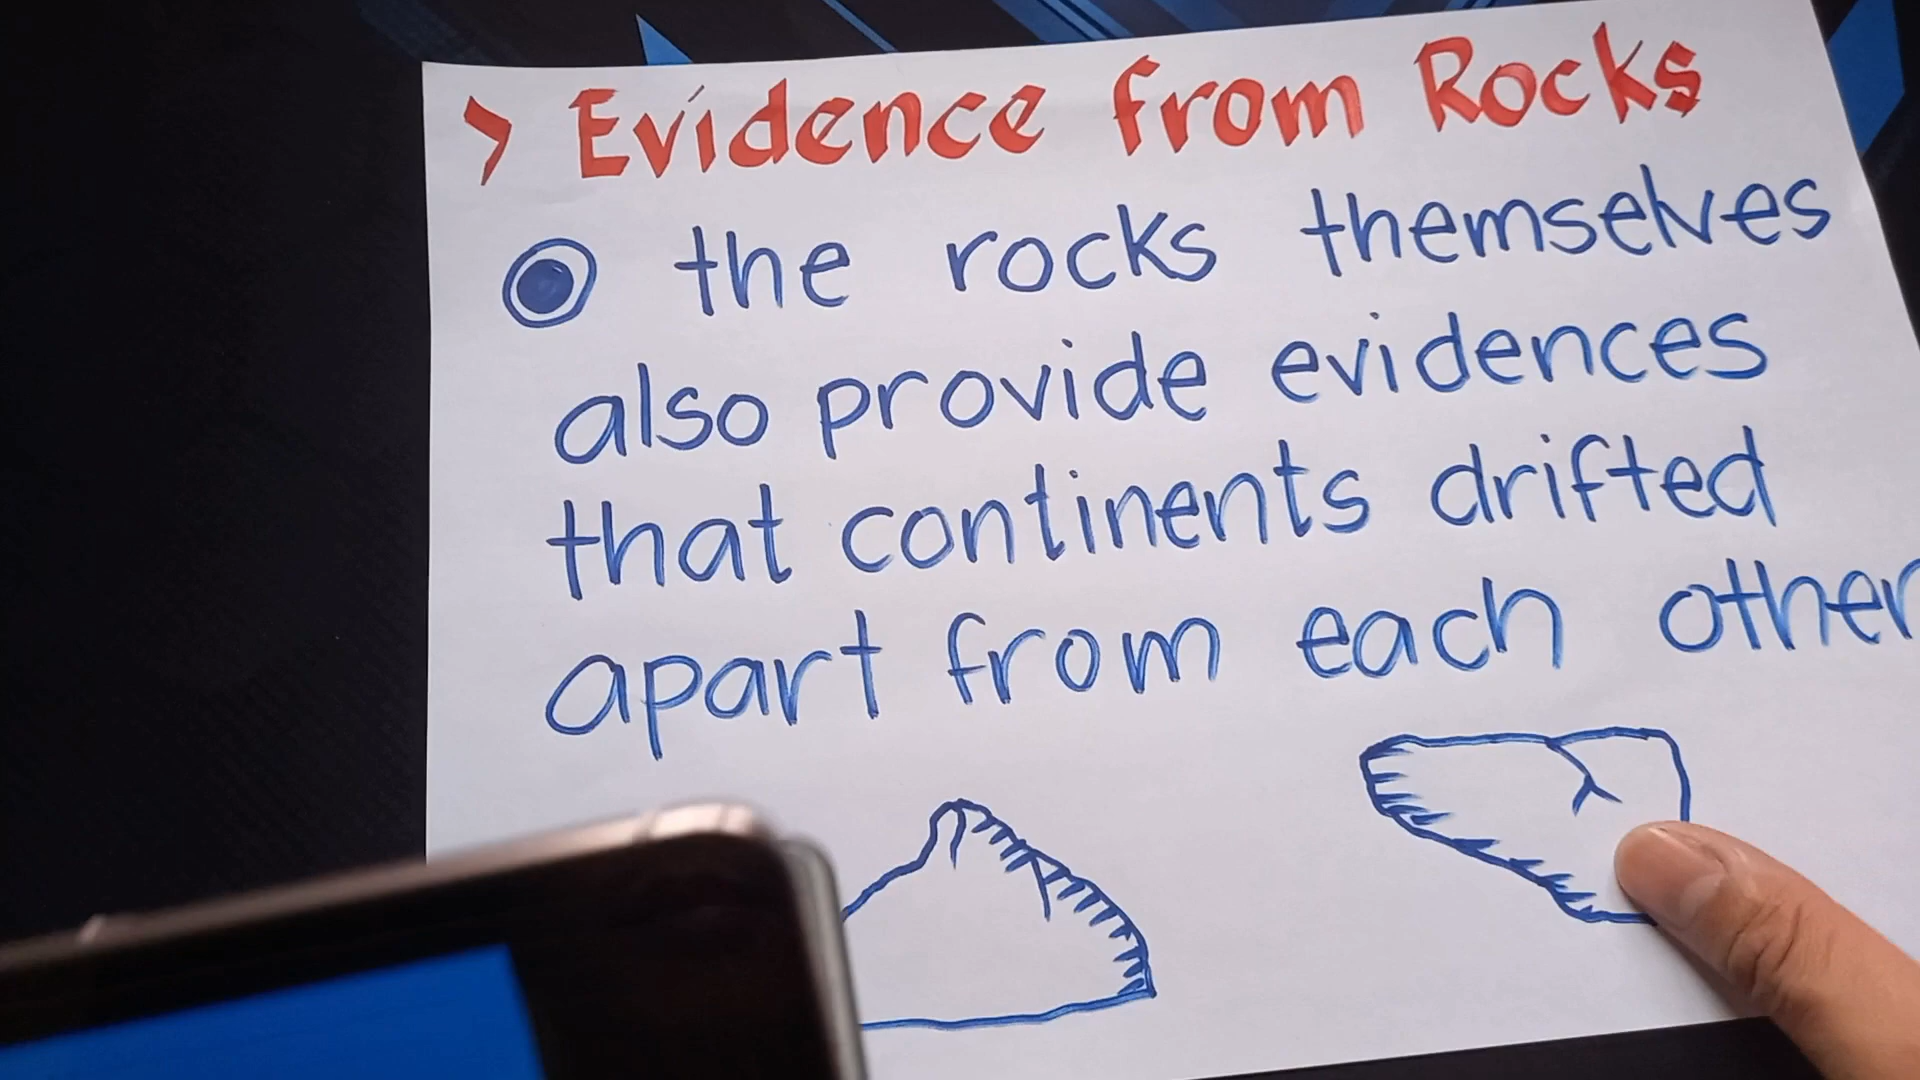 > Evidence from Rocks
the rocks themselves
also provide evidences
that continents drifted
apart from each other